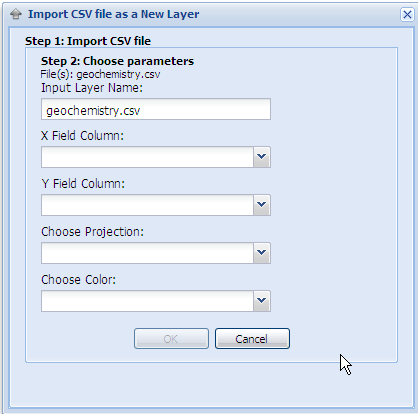 Import CSV file as a New Layer
Step 1: Import CSV file
Step 2: Choose parameters
File(s): geochemistry.csv
Input Layer Name:
geochemistry.csv
X Field Column:
Y Field Column:
Choose Projection:
Choose Color:
OK Cancel